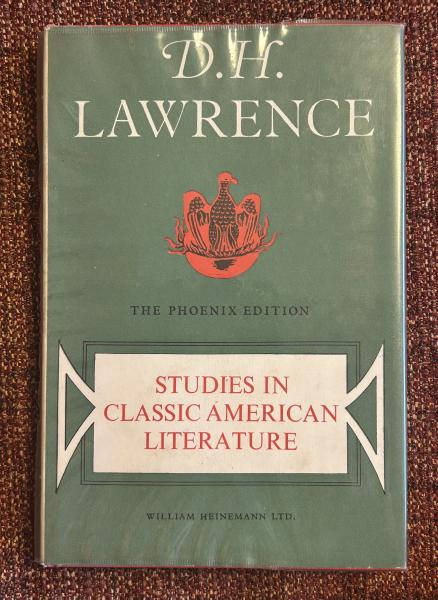 D.H.
LAWRENCE
THE PHOENIX EDITION
STUDIES IN
CLASSIC AMERICAN
LITERATURE
WILLIAM HEINEMANN LTD.